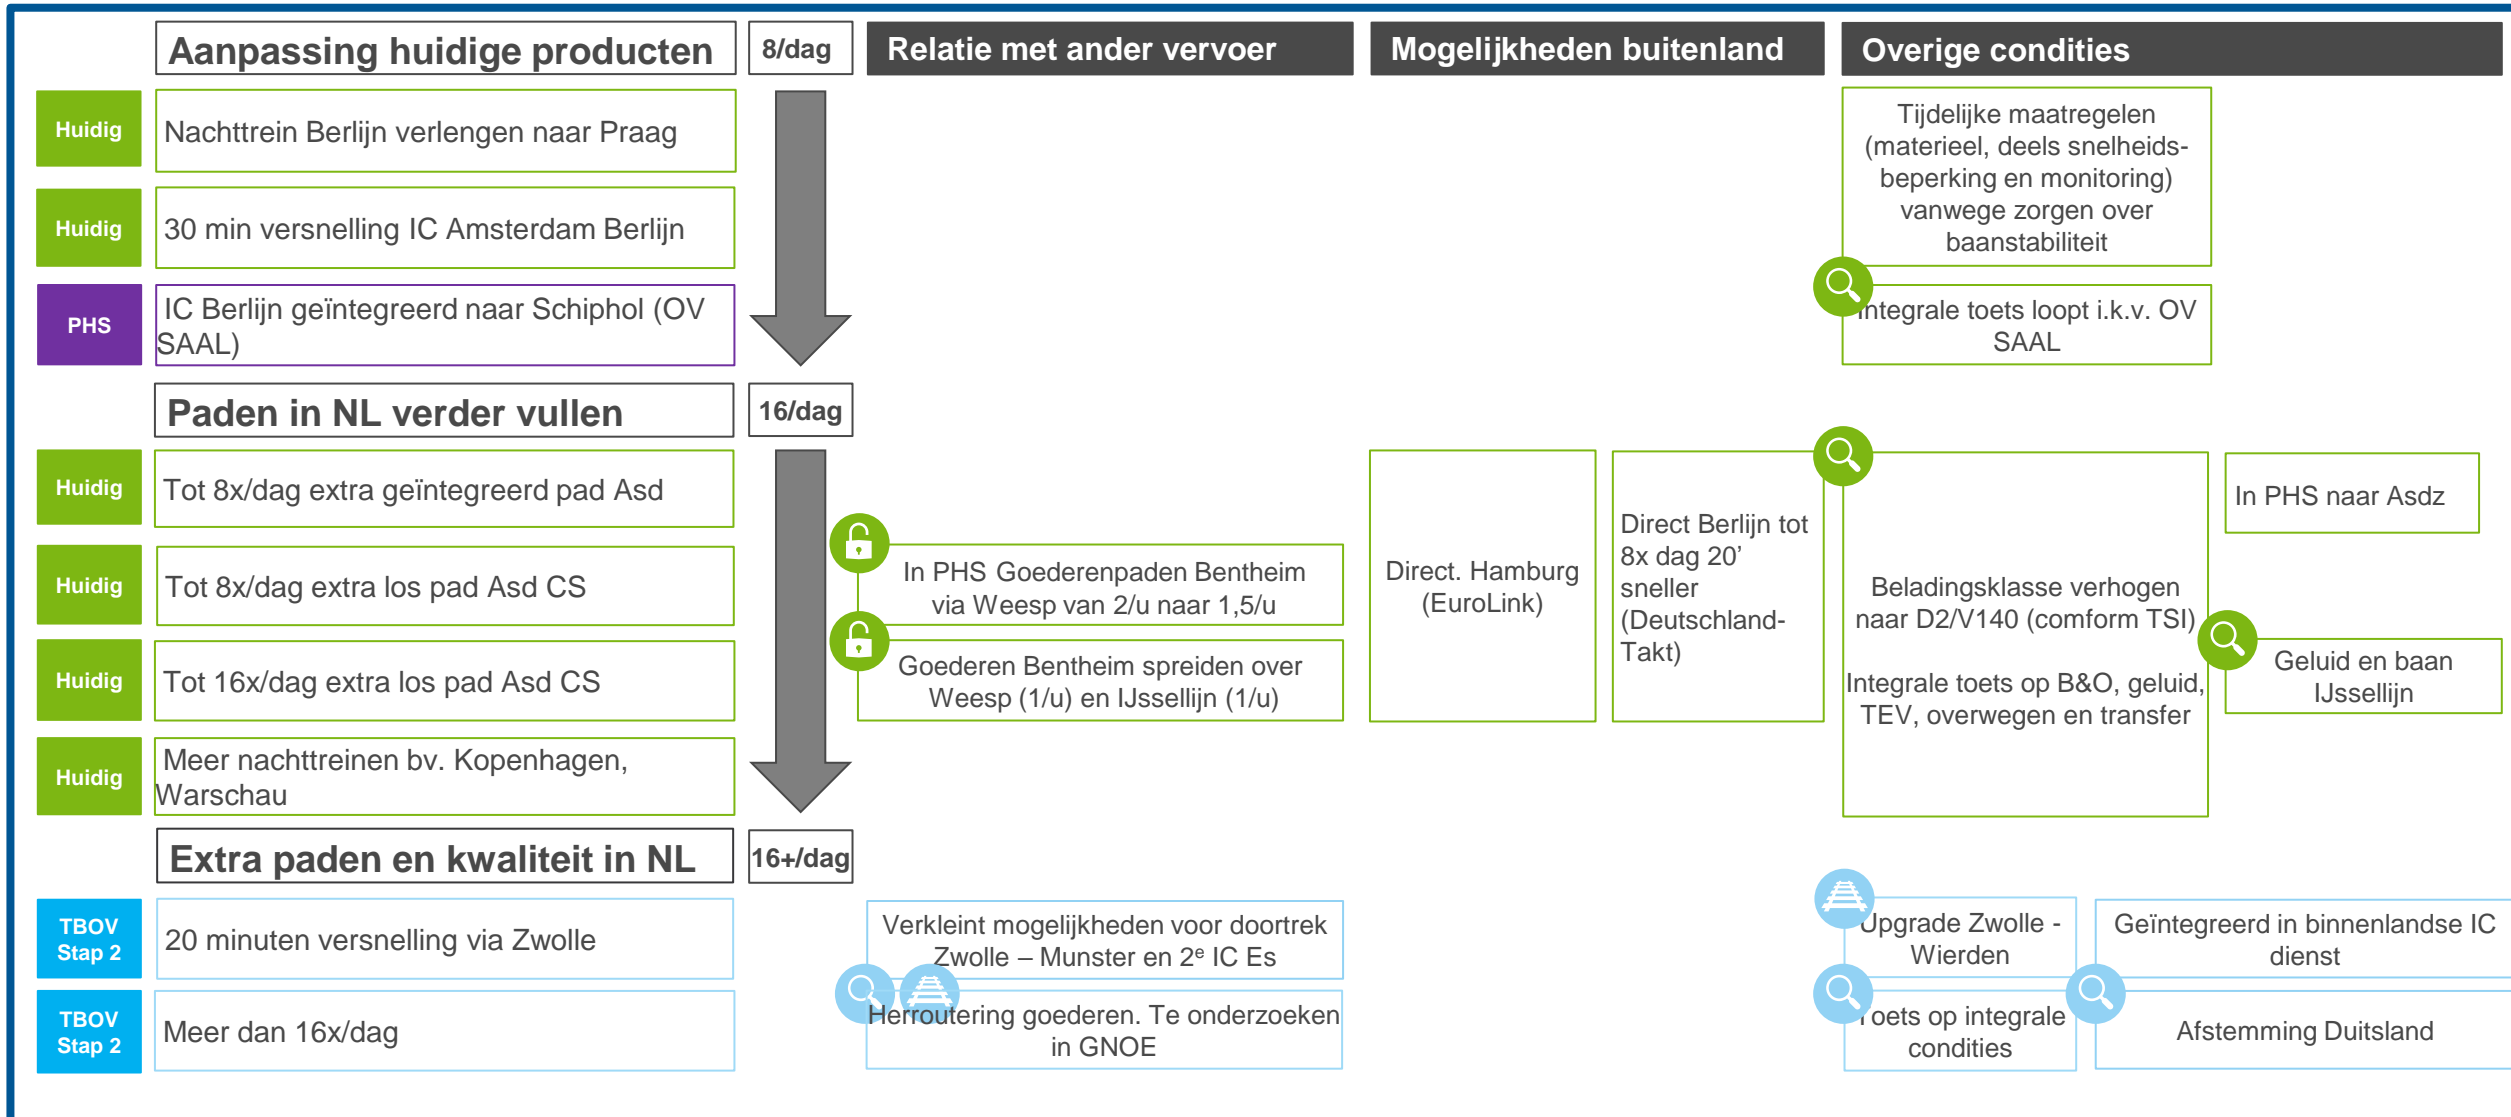 Aanpassing huidige producten
8/dag
Relatie met ander vervoer
Mogelijkheden buitenland
Overige condities
Huidig
Nachttrein Berlijn verlengen naar Praag
Tijdelijke maatregelen
(materieel, deels snelheids-
beperking en monitoring)
vanwege zorgen over
baanstabiliteit
Huidig
30 min versnelling IC Amsterdam Berlijn
PHS
IC Berlijn geïntegreerd naar Schiphol (OV
SAAL)
Integrale toets loopt i.k.v. OV
SAAL
Paden in NL verder vullen
16/dag
Huidig
Tot 8x/dag extra geïntegreerd pad Asd
Huidig
Tot 8x/dag extra los pad Asd CS
In PHS Goederenpaden Bentheim
via Weesp van 2/u naar 1,5/u
Huidig
Tot 16x/dag extra los pad Asd CS
Goederen Bentheim spreiden over
Weesp (1/u) en IJssellijn (1/u)
Huidig
Meer nachttreinen bv. Kopenhagen,
Warschau
Direct. Hamburg
(EuroLink)
Direct Berlijn tot
8x dag 20’
sneller
(Deutschland-
Takt)
Beladingsklasse verhogen
naar D2/V140 (comform TSI)
Integrale toets op B&O, geluid,
TEV, overwegen en transfer
In PHS naar Asdz
Geluid en baan
IJssellijn
Extra paden en kwaliteit in NL
16+/dag
TBOV
Stap 2
20 minuten versnelling via Zwolle
Verkleint mogelijkheden voor doortrek
Zwolle – Munster en 2e IC Es
Upgrade Zwolle -
Wierden
Geïntegreerd in binnenlandse IC
dienst
TBOV
Stap 2
Meer dan 16x/dag
Herroutering goederen. Te onderzoeken
in GNOE
Toets op integrale
condities
Afstemming Duitsland